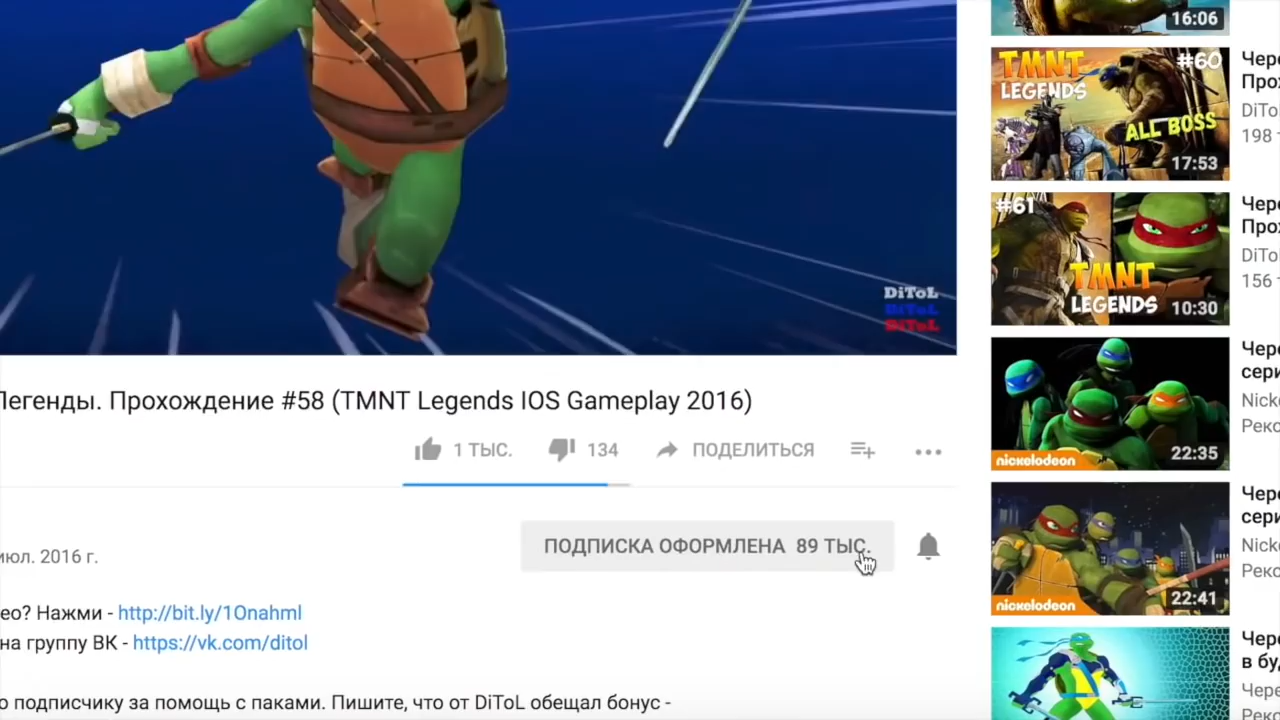 16:06
TMNT
LEGENDS
#60
ALL BOSS
17:53
Чере
Прох
DiTol
198 т
#61
TMNT
LEGENDS
10:30
Чере
Прох
DiTol
156 т
DiToL
DiToL
DiToL
Легенды. Прохождение #58 (TMNT Legends IOS Gameplay 2016)
1 ТЫС.
134
ПОДЕЛИТЬСЯ
nickelodeon
22:35
Чере
сери
Nick
Реко
ПОДПИСКА ОФОРМЛЕНА 89 ТЫС.
июл. 2016 г.
nickelodeon
22:41
Чере
сери
Nick
Реко
ео? Нажми - http://bit.ly/1Onahml
на группу ВК - https://vk.com/ditol
о подписчику за помощь с паками. Пишите, что от DiToL обещал бонус -
Чере
в бу
Чере
Реко